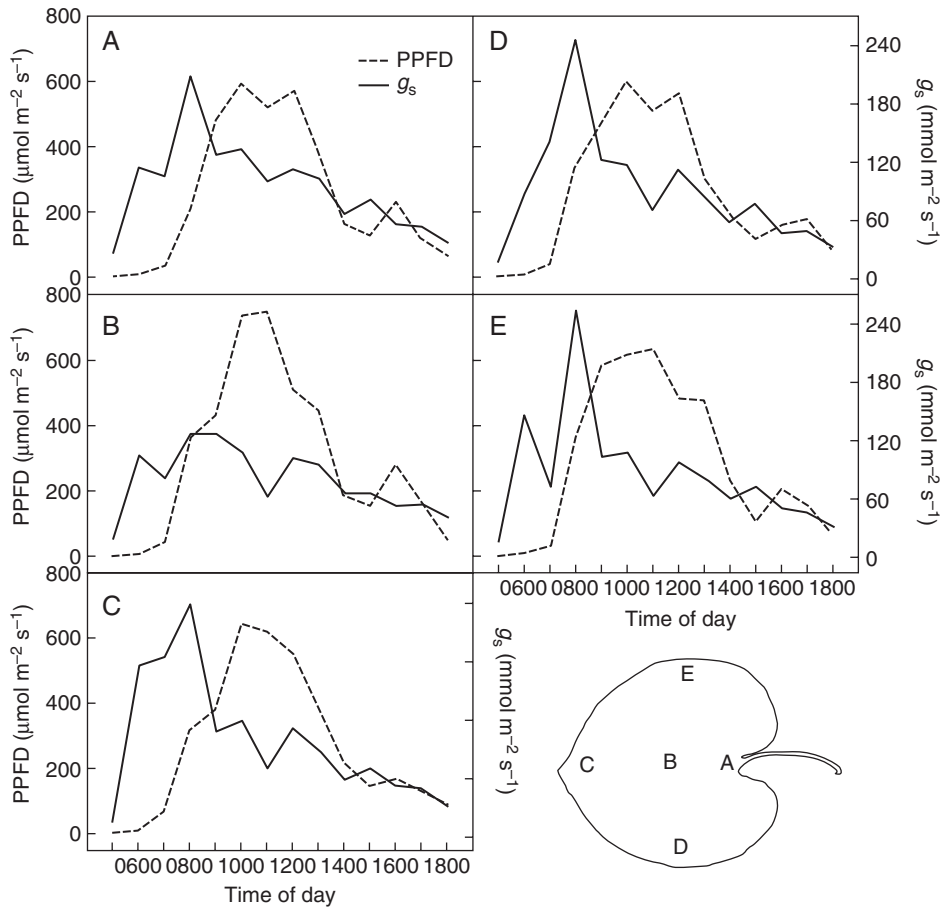 A
PPFD
gs
800
600
400
200
0
PPFD (μmol m⁻² s⁻¹)
D
240
180
120
60
0
gs (mmol m⁻² s⁻¹)
B
800
600
400
200
0
PPFD (μmol m⁻² s⁻¹)
E
240
180
120
60
0
gs (mmol m⁻² s⁻¹)
0600 0800 1000 1200 1400 1600 1800
Time of day
C
800
600
400
200
0
PPFD (μmol m⁻² s⁻¹)
gs (mmol m⁻² s⁻¹)
0600 0800 1000 1200 1400 1600 1800
Time of day
E
C B A
D